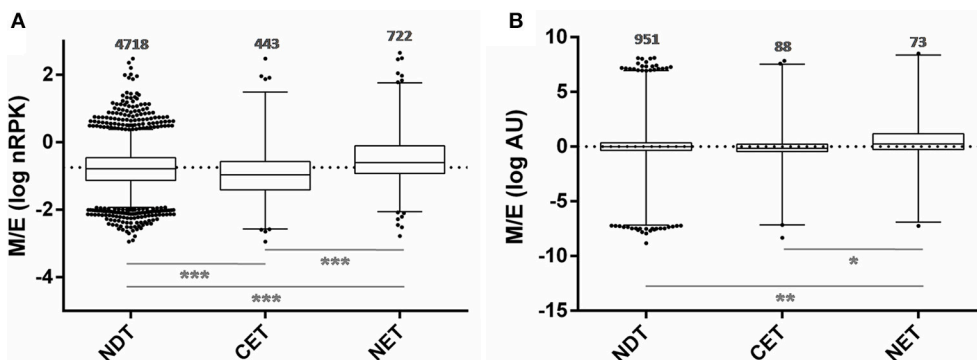 A
4718
443
722
2
0
-2
-4
M/E (log nRPK)
***
***
***
NDT
CET
NET
B
951
88
73
10
5
0
-5
-10
-15
M/E (log AU)
*
**
NDT
CET
NET